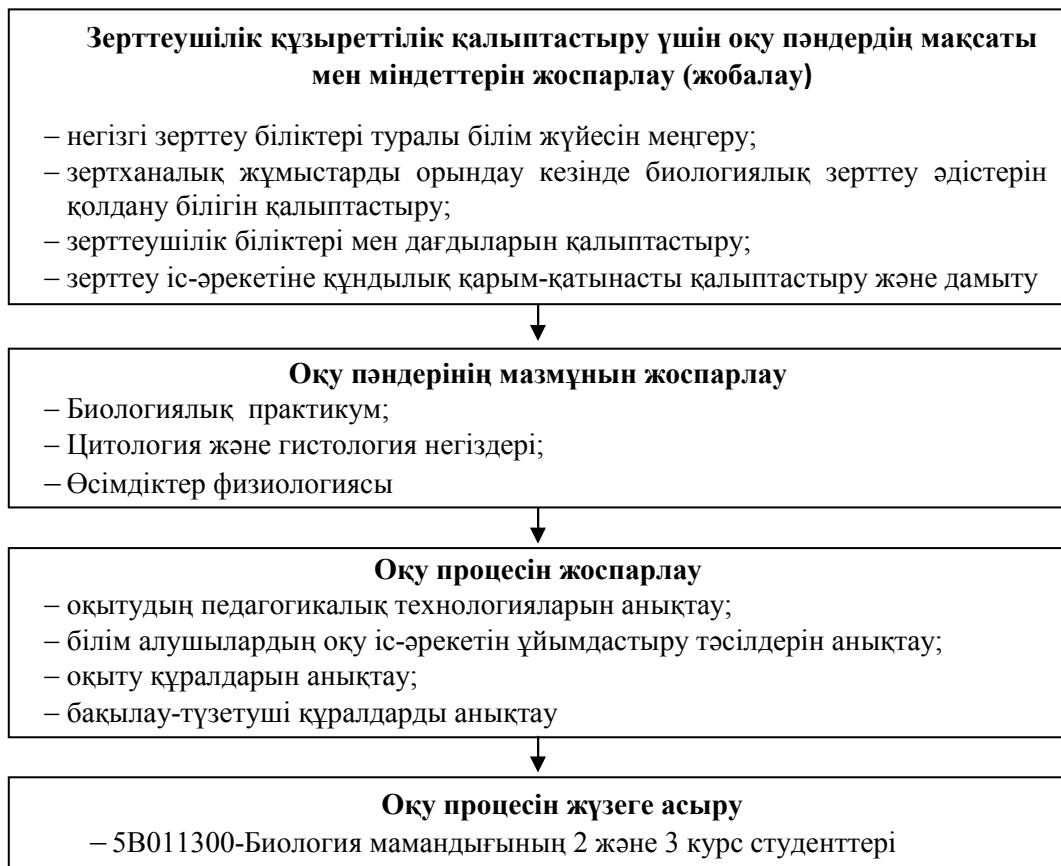 Зерттеушілік құзыреттілік қалыптастыру үшін оқу пәндердің мақсаты
мен міндеттерін жоспарлау (жобалау)
– негізгі зерттеу біліктері туралы білім жүйесін меңгеру;
– зертханалық жұмыстарды орындау кезінде биологиялық зерттеу әдістерін
қолдану білігін қалыптастыру;
– зерттеушілік біліктері мен дағдыларын қалыптастыру;
– зерттеу іс-әрекетіне құндылық қарым-қатынасты қалыптастыру және дамыту
Оқу пәндерінің мазмұнын жоспарлау
– Биологиялық практикум;
– Цитология және гистология негіздері;
– Өсімдіктер физиологиясы
Оқу процесін жоспарлау
– оқытудың педагогикалық технологияларын анықтау;
– білім алушылардың оқу іс-әрекетін ұйымдастыру тәсілдерін анықтау;
– оқыту құралдарын анықтау;
– бақылау-түзетуші құралдарды анықтау
Оқу процесін жүзеге асыру
– 5В011300-Биология мамандығының 2 және 3 курс студенттері